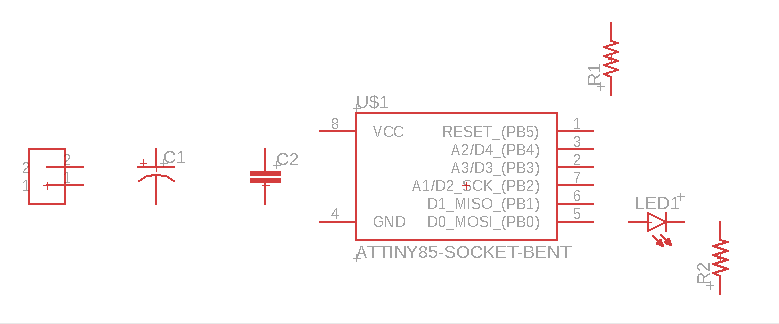 R1
U$1
8 VCC RESET_(PB5) 1
A2/D4_(PB4) 3
2 2 C1 C2 A3/D3_(PB3) 2
1 1 A1/D2_SCK_(PB2) 7
D1_MISO_(PB1) 6 LED1
4 GND D0_MOSI_(PB0) 5
ATTINY85-SOCKET-BENT
R2